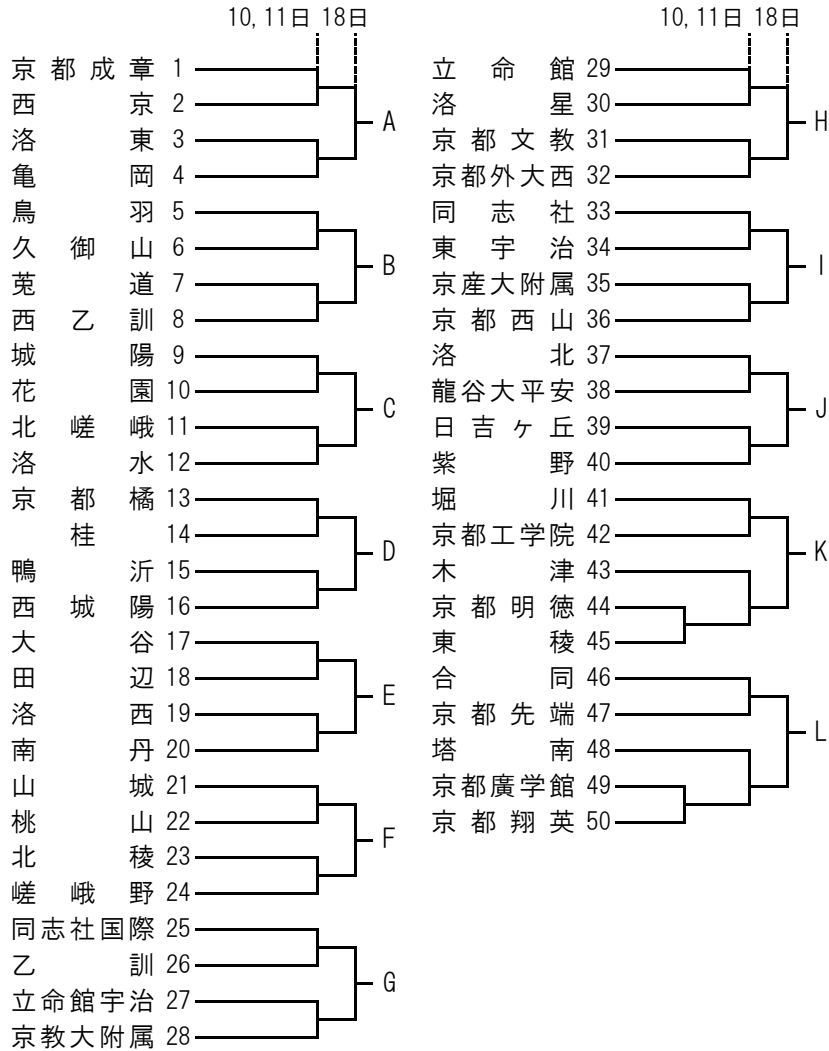 10, 11日 18日
京都成章 1
西京 2
A
洛東 3
亀岡 4
鳥羽 5
久御山 6
B
莵道 7
西乙訓 8
城陽 9
花園 10
C
北嵯峨 11
洛水 12
京都橘 13
桂 14
D
鴨沂 15
西城陽 16
大谷 17
田辺 18
E
洛西 19
南丹 20
山城 21
桃山 22
F
北稜 23
嵯峨野 24
同志社国際 25
乙訓 26
G
立命館宇治 27
京教大附属 28
10, 11日 18日
立命館 29
洛星 30
H
京都文教 31
京都外大西 32
同志社 33
東宇治 34
I
京産大附属 35
京都西山 36
洛北 37
龍谷大平安 38
J
日吉ヶ丘 39
紫野 40
堀川 41
京都工学院 42
K
木津 43
京都明徳 44
東稜 45
合同 46
京都先端 47
L
塔南 48
京都廣学館 49
京都翔英 50